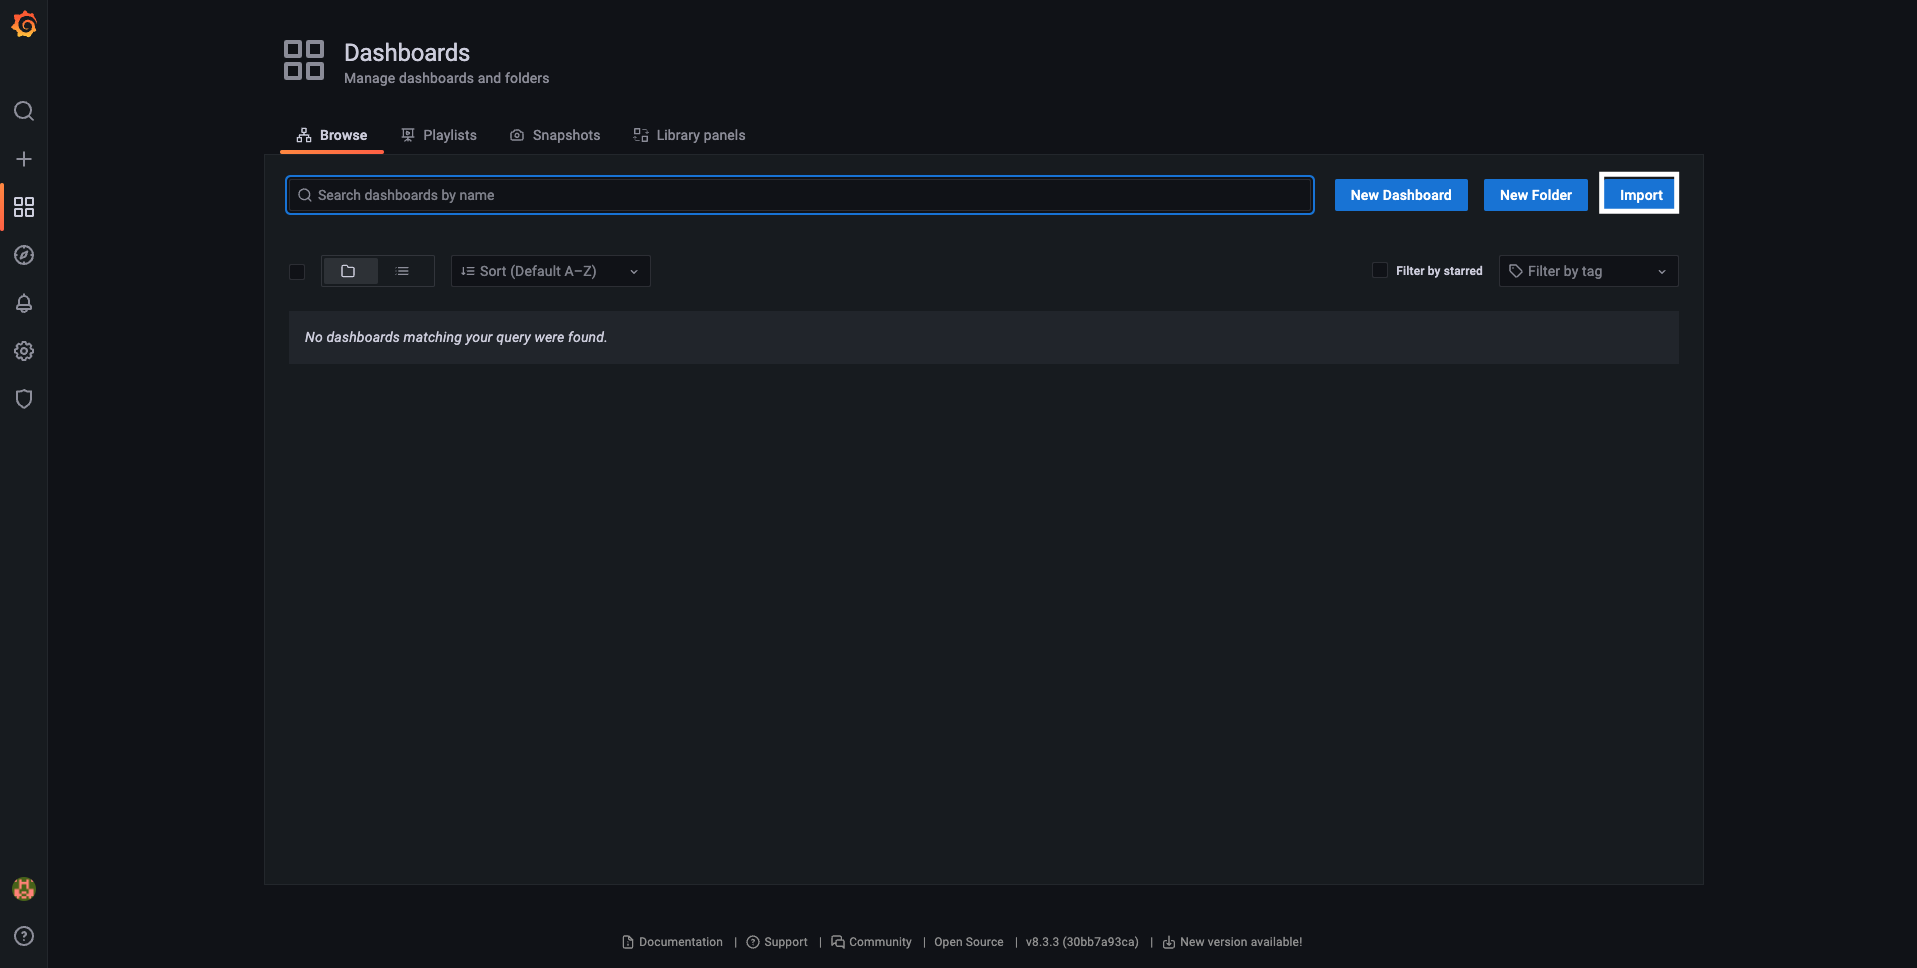 Dashboards
Manage dashboards and folders
Browse Playlists Snapshots Library panels
Search dashboards by name New Dashboard New Folder Import
Sort (Default A–Z) Filter by starred Filter by tag
No dashboards matching your query were found.
Documentation | Support | Community | Open Source | v8.3.3 (30bb7a93ca) | New version available!